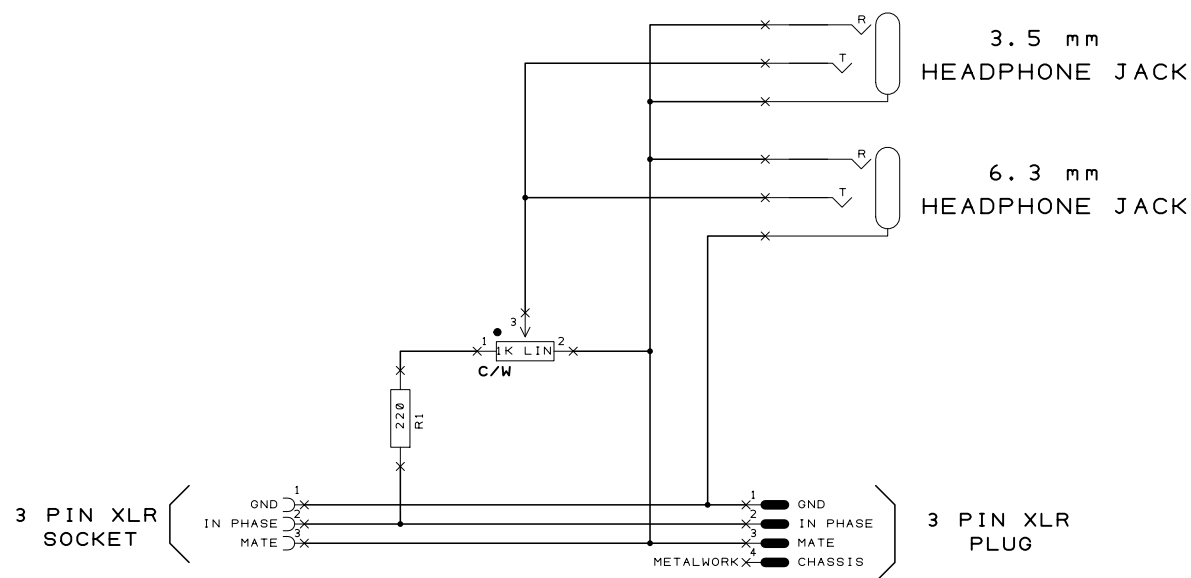 R
3.5 mm
T
HEADPHONE JACK
R
6.3 mm
T
HEADPHONE JACK
3
1
1K LIN
2
C/W
220
R1
3 PIN XLR
SOCKET
GND
1
IN PHASE
2
MATE
3
1
GND
2
IN PHASE
3
MATE
METALWORK
4
CHASSIS
3 PIN XLR
PLUG